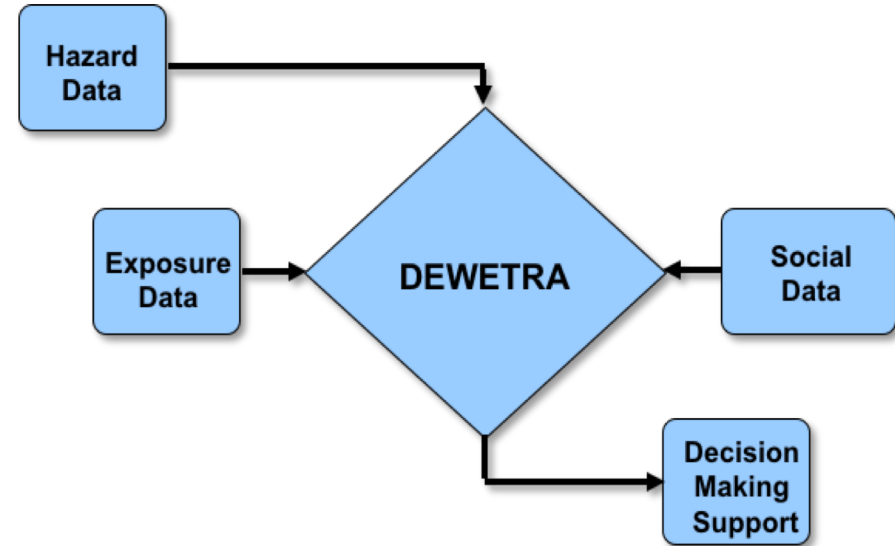 Hazard
Data
Exposure
Data
DEWETRA
Social
Data
Decision
Making
Support